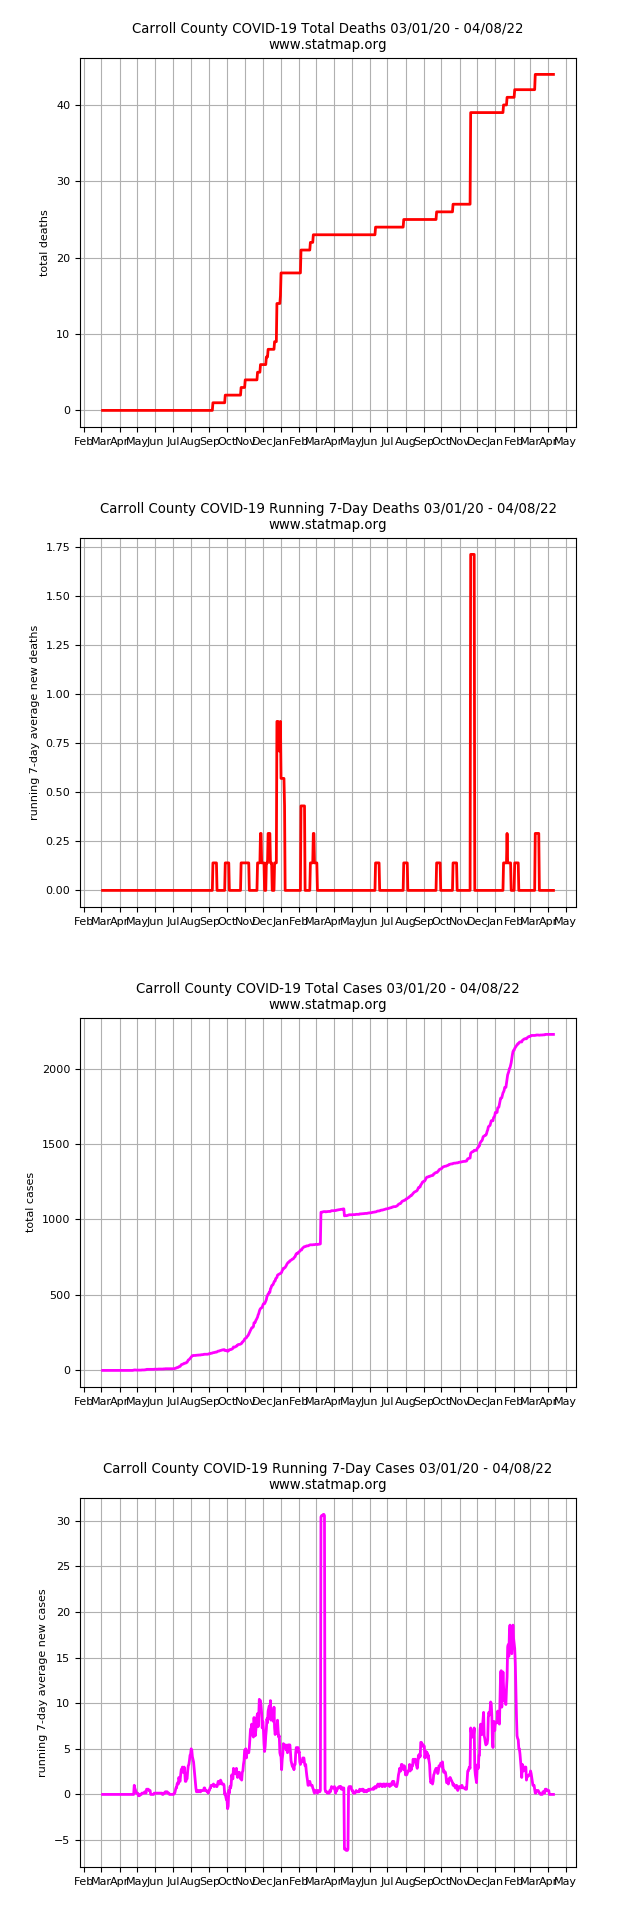 Carroll County COVID-19 Total Deaths 03/01/20 - 04/08/22
www.statmap.org
40
30
20
10
0
total deaths
Feb Mar Apr May Jun Jul Aug Sep Oct Nov Dec Jan Feb Mar Apr May Jun Jul Aug Sep Oct Nov Dec Jan Feb Mar Apr May
Carroll County COVID-19 Running 7-Day Deaths 03/01/20 - 04/08/22
www.statmap.org
1.75
1.50
1.25
1.00
0.75
0.50
0.25
0.00
running 7-day average new deaths
Feb Mar Apr May Jun Jul Aug Sep Oct Nov Dec Jan Feb Mar Apr May Jun Jul Aug Sep Oct Nov Dec Jan Feb Mar Apr May
Carroll County COVID-19 Total Cases 03/01/20 - 04/08/22
www.statmap.org
2000
1500
1000
500
0
total cases
Feb Mar Apr May Jun Jul Aug Sep Oct Nov Dec Jan Feb Mar Apr May Jun Jul Aug Sep Oct Nov Dec Jan Feb Mar Apr May
Carroll County COVID-19 Running 7-Day Cases 03/01/20 - 04/08/22
www.statmap.org
30
25
20
15
10
5
0
−5
running 7-day average new cases
Feb Mar Apr May Jun Jul Aug Sep Oct Nov Dec Jan Feb Mar Apr May Jun Jul Aug Sep Oct Nov Dec Jan Feb Mar Apr May